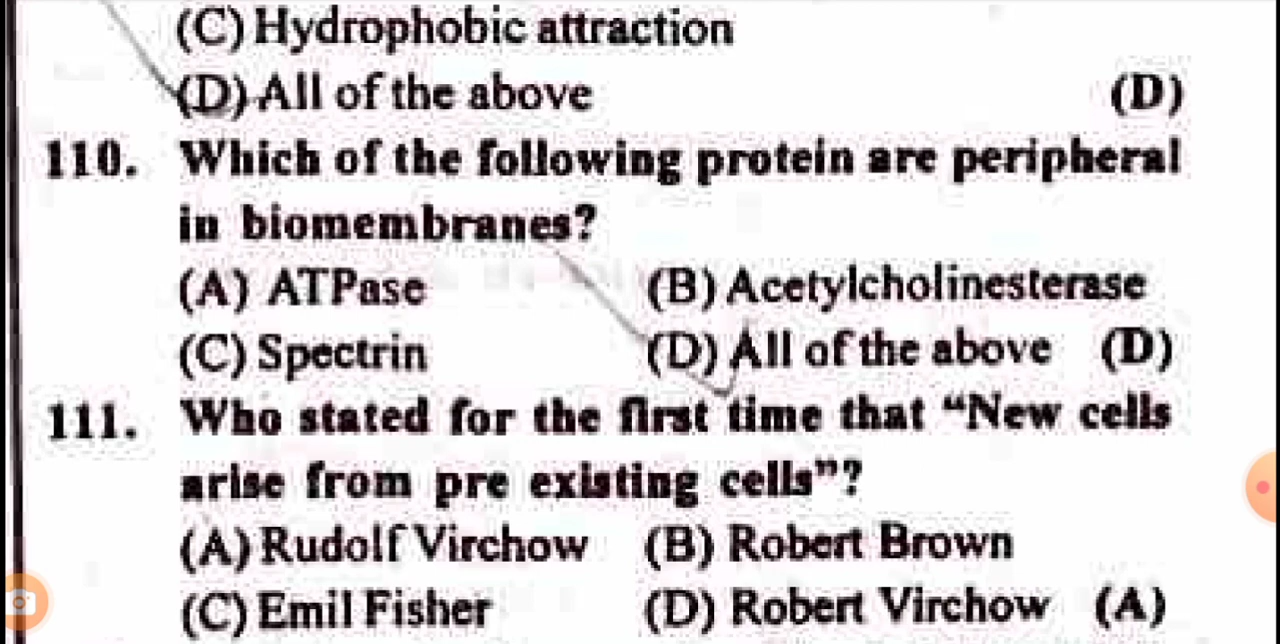 (C) Hydrophobic attraction
(D) All of the above (D)
110. Which of the following protein are peripheral
in biomembranes?
(A) ATPase (B) Acetylcholinesterase
(C) Spectrin (D) All of the above (D)
111. Who stated for the first time that “New cells
arise from pre existing cells”?
(A) Rudolf Virchow (B) Robert Brown
(C) Emil Fisher (D) Robert Virchow (A)